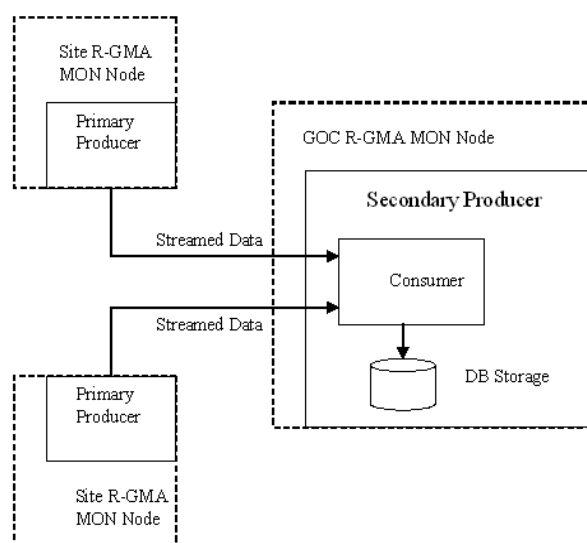 Site R-GMA
MON Node
Primary
Producer
GOC R-GMA MON Node
Secondary Producer
Streamed Data
Consumer
Streamed Data
DB Storage
Primary
Producer
Site R-GMA
MON Node